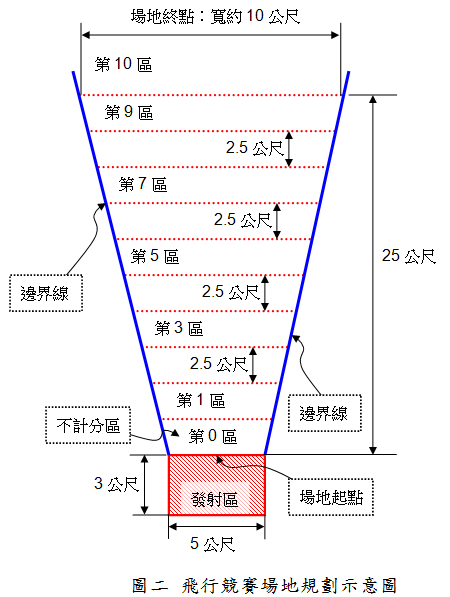 場地終點：寬約 10 公尺
第 10 區
第 9 區
2.5 公尺
第 7 區
2.5 公尺
第 5 區
25 公尺
2.5 公尺
邊界線
第 3 區
2.5 公尺
第 1 區
邊界線
不計分區
第 0 區
3 公尺
發射區
場地起點
5 公尺
圖二 飛行競賽場地規劃示意圖